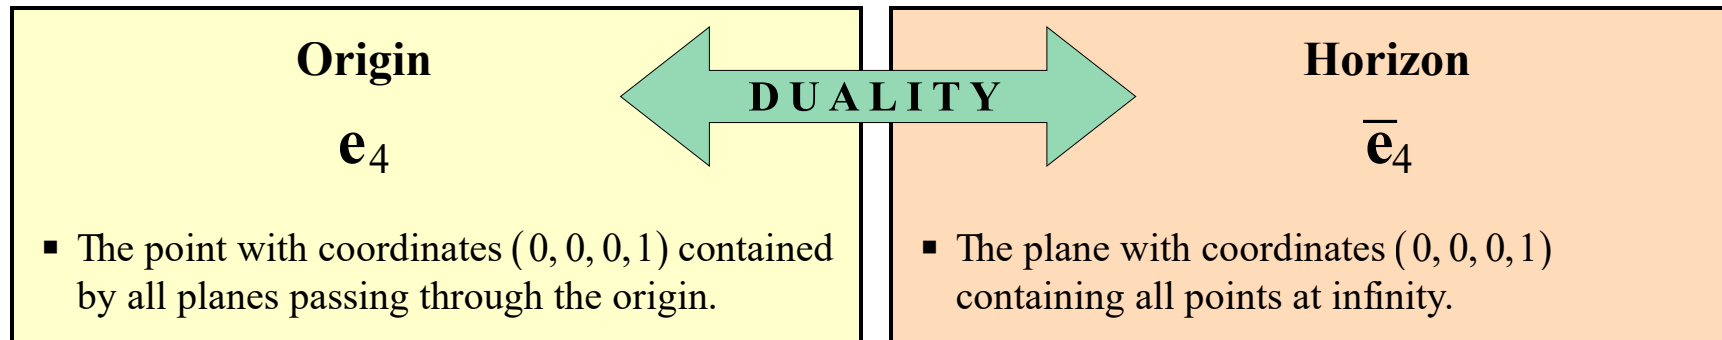 Origin
e₄
▪ The point with coordinates (0, 0, 0, 1) contained
by all planes passing through the origin.
DUALITY
Horizon
e̅₄
▪ The plane with coordinates (0, 0, 0, 1)
containing all points at infinity.